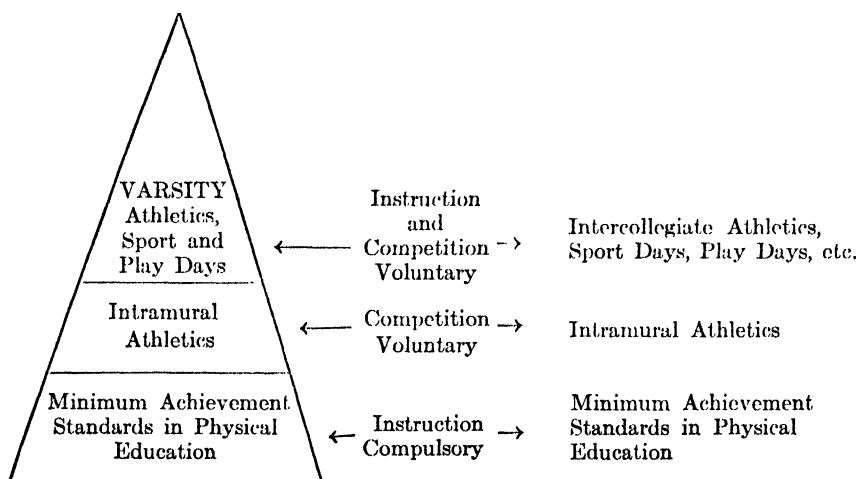 VARSITY
Athletics,
Sport and
Play Days
Instruction
and
Competition
Voluntary
Intercollegiate Athletics,
Sport Days, Play Days, etc.
Intramural
Athletics
Competition
Voluntary
Intramural Athletics
Minimum Achievement
Standards in Physical
Education
Instruction
Compulsory
Minimum Achievement
Standards in Physical
Education